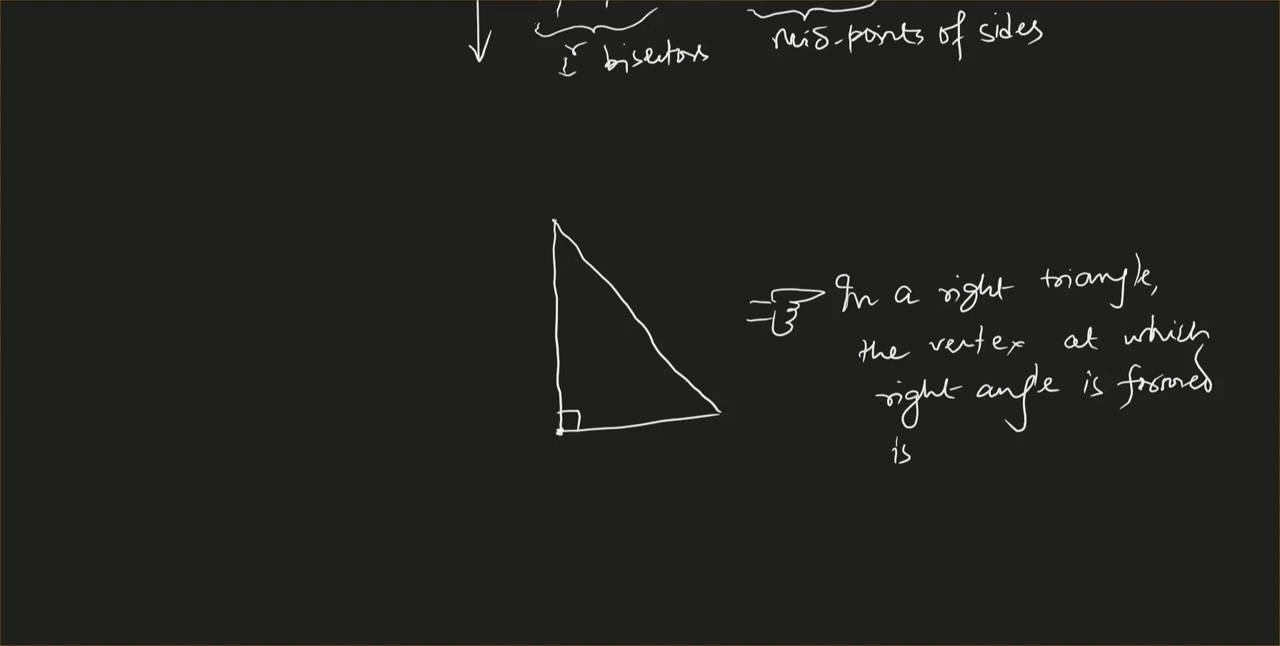 ⊥r bisectors
mid-points of sides
In a right triangle,
the vertex at which
right angle is formed
is